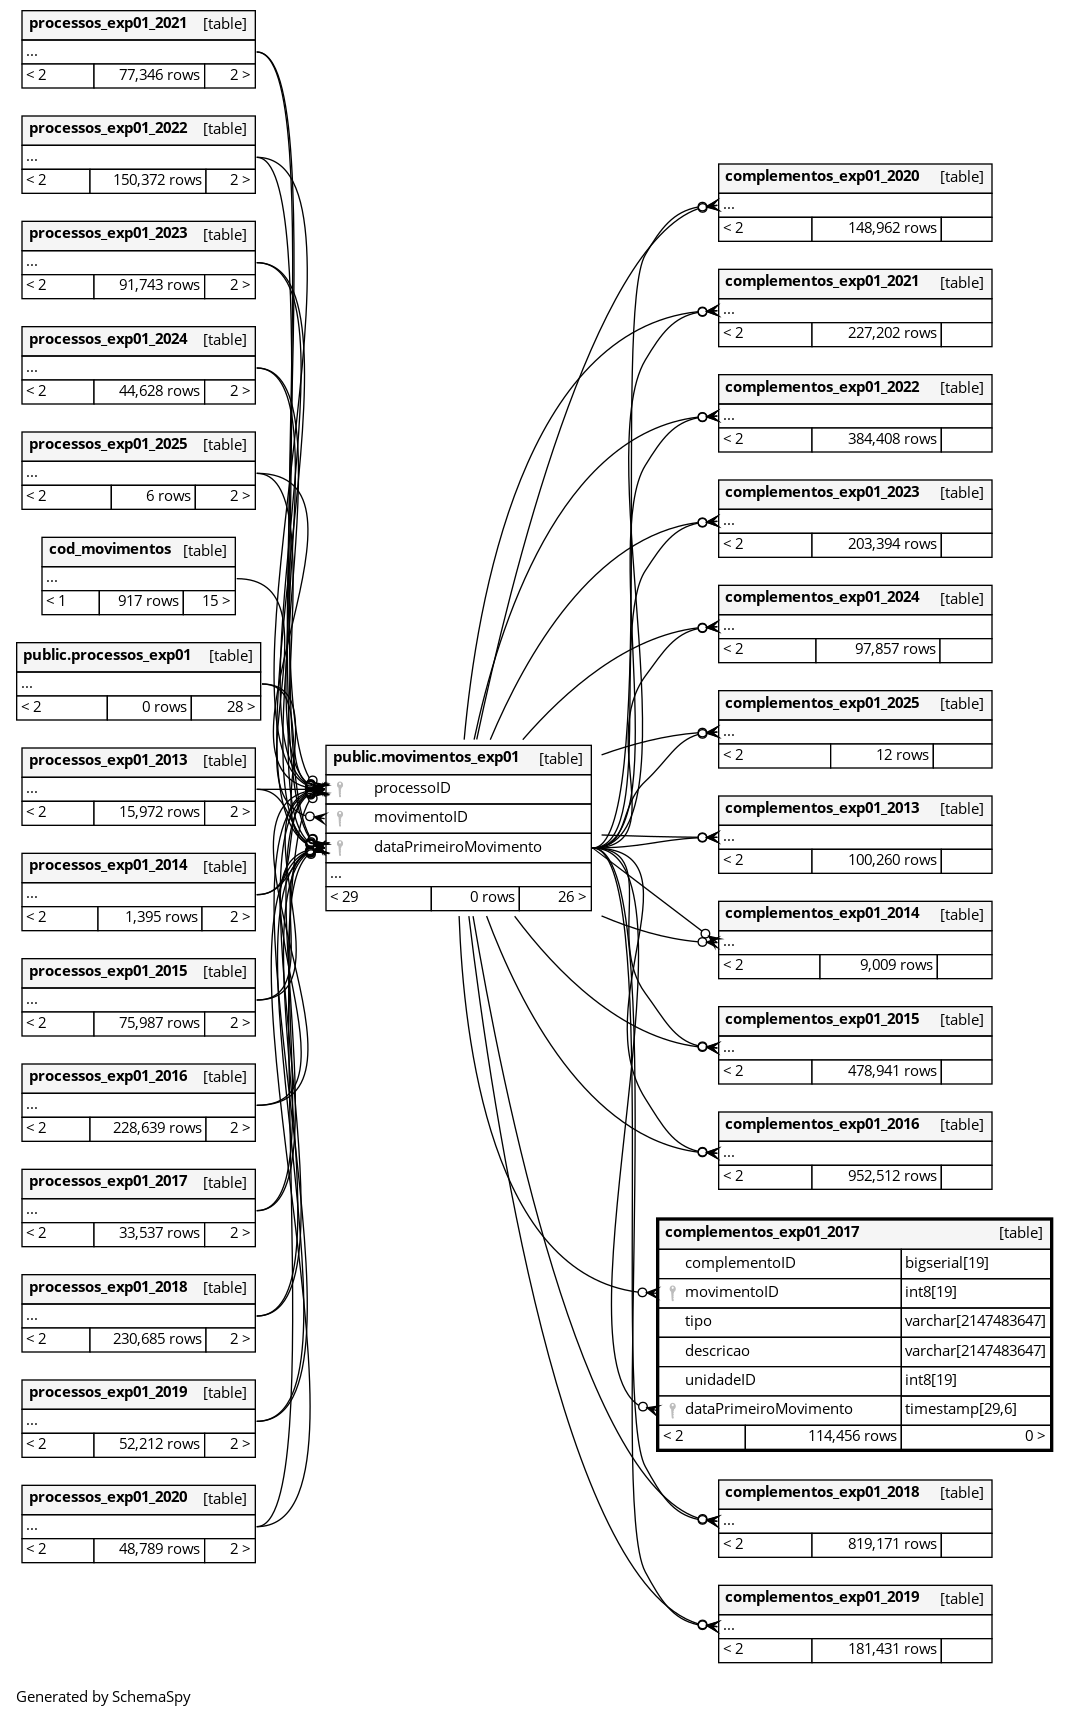 processos_exp01_2021 [table]
...
< 2 77,346 rows 2 >
processos_exp01_2022 [table]
...
< 2 150,372 rows 2 >
processos_exp01_2023 [table]
...
< 2 91,743 rows 2 >
processos_exp01_2024 [table]
...
< 2 44,628 rows 2 >
processos_exp01_2025 [table]
...
< 2 6 rows 2 >
cod_movimentos [table]
...
< 1 917 rows 15 >
public.processos_exp01 [table]
...
< 2 0 rows 28 >
processos_exp01_2013 [table]
...
< 2 15,972 rows 2 >
processos_exp01_2014 [table]
...
< 2 1,395 rows 2 >
processos_exp01_2015 [table]
...
< 2 75,987 rows 2 >
processos_exp01_2016 [table]
...
< 2 228,639 rows 2 >
processos_exp01_2017 [table]
...
< 2 33,537 rows 2 >
processos_exp01_2018 [table]
...
< 2 230,685 rows 2 >
processos_exp01_2019 [table]
...
< 2 52,212 rows 2 >
processos_exp01_2020 [table]
...
< 2 48,789 rows 2 >
public.movimentos_exp01 [table]
processoID
movimentoID
dataPrimeiroMovimento
...
< 29 0 rows 26 >
complementos_exp01_2020 [table]
...
< 2 148,962 rows
complementos_exp01_2021 [table]
...
< 2 227,202 rows
complementos_exp01_2022 [table]
...
< 2 384,408 rows
complementos_exp01_2023 [table]
...
< 2 203,394 rows
complementos_exp01_2024 [table]
...
< 2 97,857 rows
complementos_exp01_2025 [table]
...
< 2 12 rows
complementos_exp01_2013 [table]
...
< 2 100,260 rows
complementos_exp01_2014 [table]
...
< 2 9,009 rows
complementos_exp01_2015 [table]
...
< 2 478,941 rows
complementos_exp01_2016 [table]
...
< 2 952,512 rows
complementos_exp01_2017 [table]
complementoID bigserial[19]
movimentoID int8[19]
tipo varchar[2147483647]
descricao varchar[2147483647]
unidadeID int8[19]
dataPrimeiroMovimento timestamp[29,6]
< 2 114,456 rows 0 >
complementos_exp01_2018 [table]
...
< 2 819,171 rows
complementos_exp01_2019 [table]
...
< 2 181,431 rows
Generated by SchemaSpy